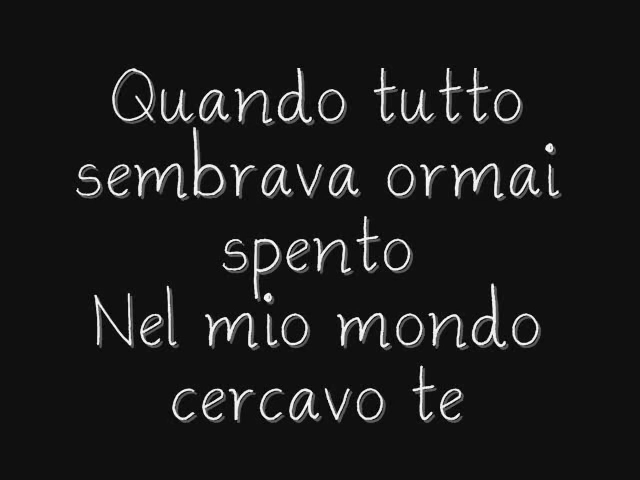 Quando tutto
sembrava ormai
spento
Nel mio mondo
cercavo te